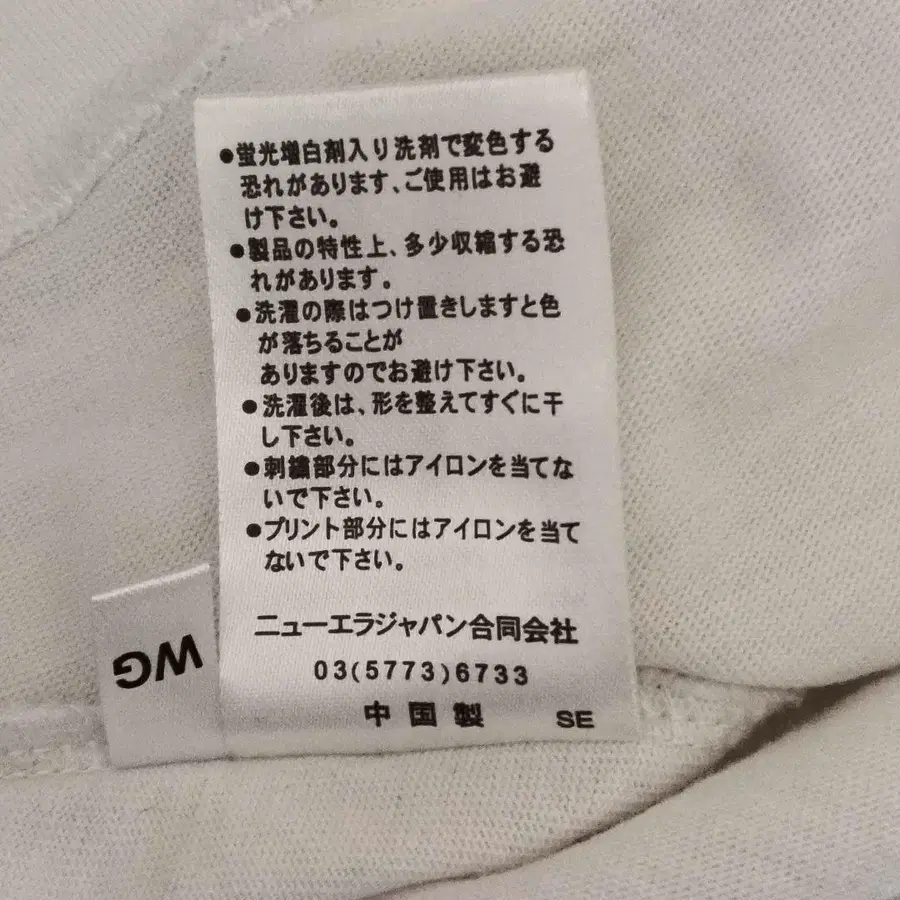 ●蛍光増白剤入り洗剤で変色する
恐れがあります、ご使用はお避
け下さい。
●製品の特性上、多少収縮する恐
れがあります。
●洗濯の際はつけ置きしますと色
が落ちることが
ありますのでお避け下さい。
●洗濯後は、形を整えてすぐに干
し下さい。
●刺繍部分にはアイロンを当てな
いで下さい。
●プリント部分にはアイロンを当て
ないで下さい。
ニューエラジャパン合同会社
03(5773)6733
中国製 SE
WG